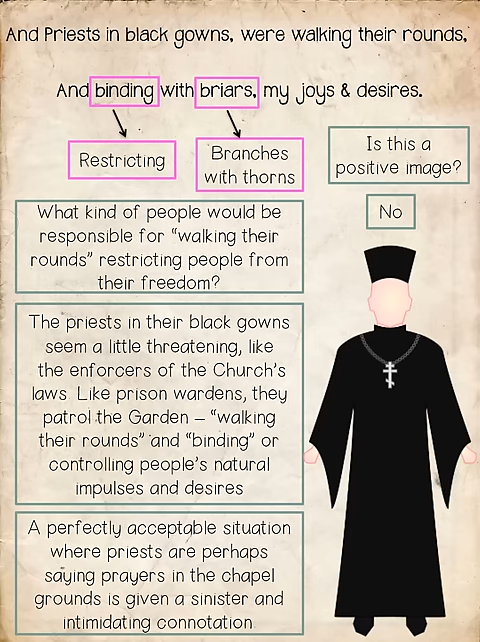 And Priests in black gowns, were walking their rounds,
And binding with briars, my joys & desires.
Restricting
Branches
with thorns
Is this a
positive image?
No
What kind of people would be
responsible for “walking their
rounds” restricting people from
their freedom?
The priests in their black gowns
seem a little threatening, like
the enforcers of the Church’s
laws. Like prison wardens, they
patrol the Garden – “walking
their rounds” and “binding” or
controlling people’s natural
impulses and desires
A perfectly acceptable situation
where priests are perhaps
saying prayers in the chapel
grounds is given a sinister and
intimidating connotation